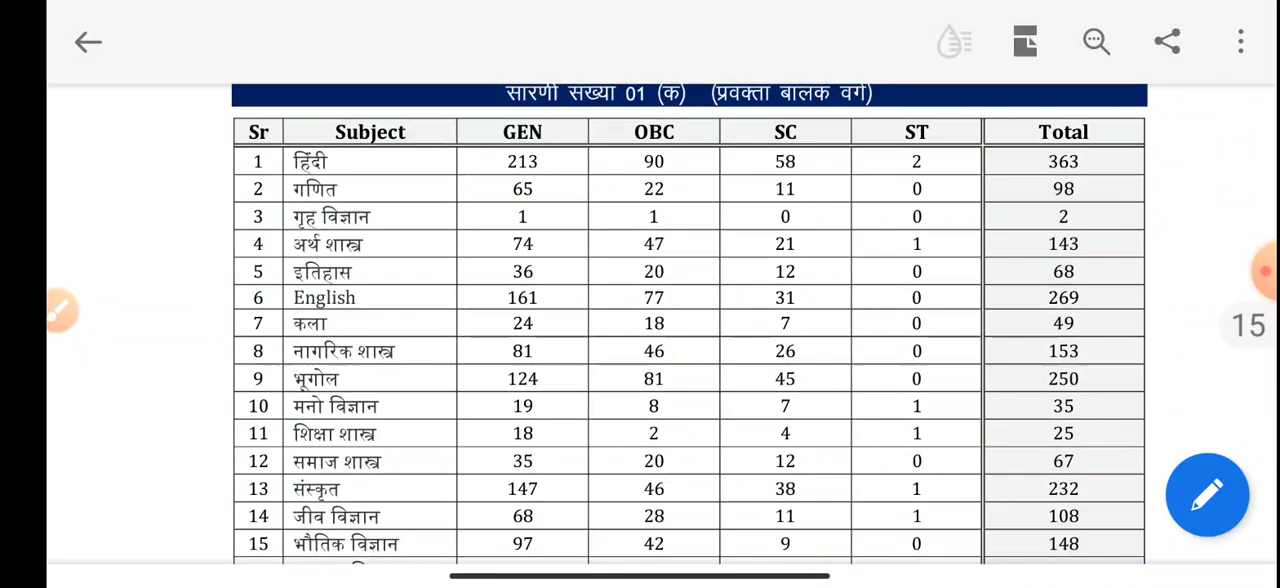 सारणी संख्या 01 (क) (प्रवक्ता बालक वर्ग)
Sr Subject GEN OBC SC ST Total
1 हिंदी 213 90 58 2 363
2 गणित 65 22 11 0 98
3 गृह विज्ञान 1 1 0 0 2
4 अर्थ शास्त्र 74 47 21 1 143
5 इतिहास 36 20 12 0 68
6 English 161 77 31 0 269
7 कला 24 18 7 0 49
8 नागरिक शास्त्र 81 46 26 0 153
9 भूगोल 124 81 45 0 250
10 मनो विज्ञान 19 8 7 1 35
11 शिक्षा शास्त्र 18 2 4 1 25
12 समाज शास्त्र 35 20 12 0 67
13 संस्कृत 147 46 38 1 232
14 जीव विज्ञान 68 28 11 1 108
15 भौतिक विज्ञान 97 42 9 0 148
15